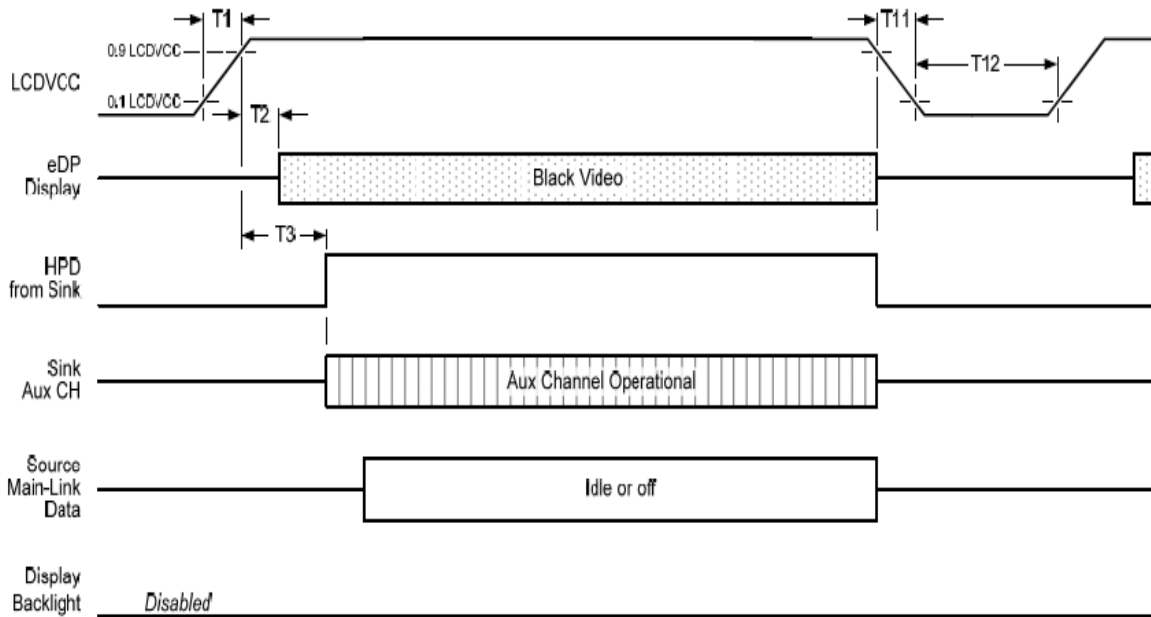 T1
T11
0.9 LCDVCC
LCDVCC
T12
0.1 LCDVCC
T2
eDP
Display
Black Video
T3
HPD
from Sink
Sink
Aux CH
Aux Channel Operational
Source
Main-Link
Data
Idle or off
Display
Backlight
Disabled